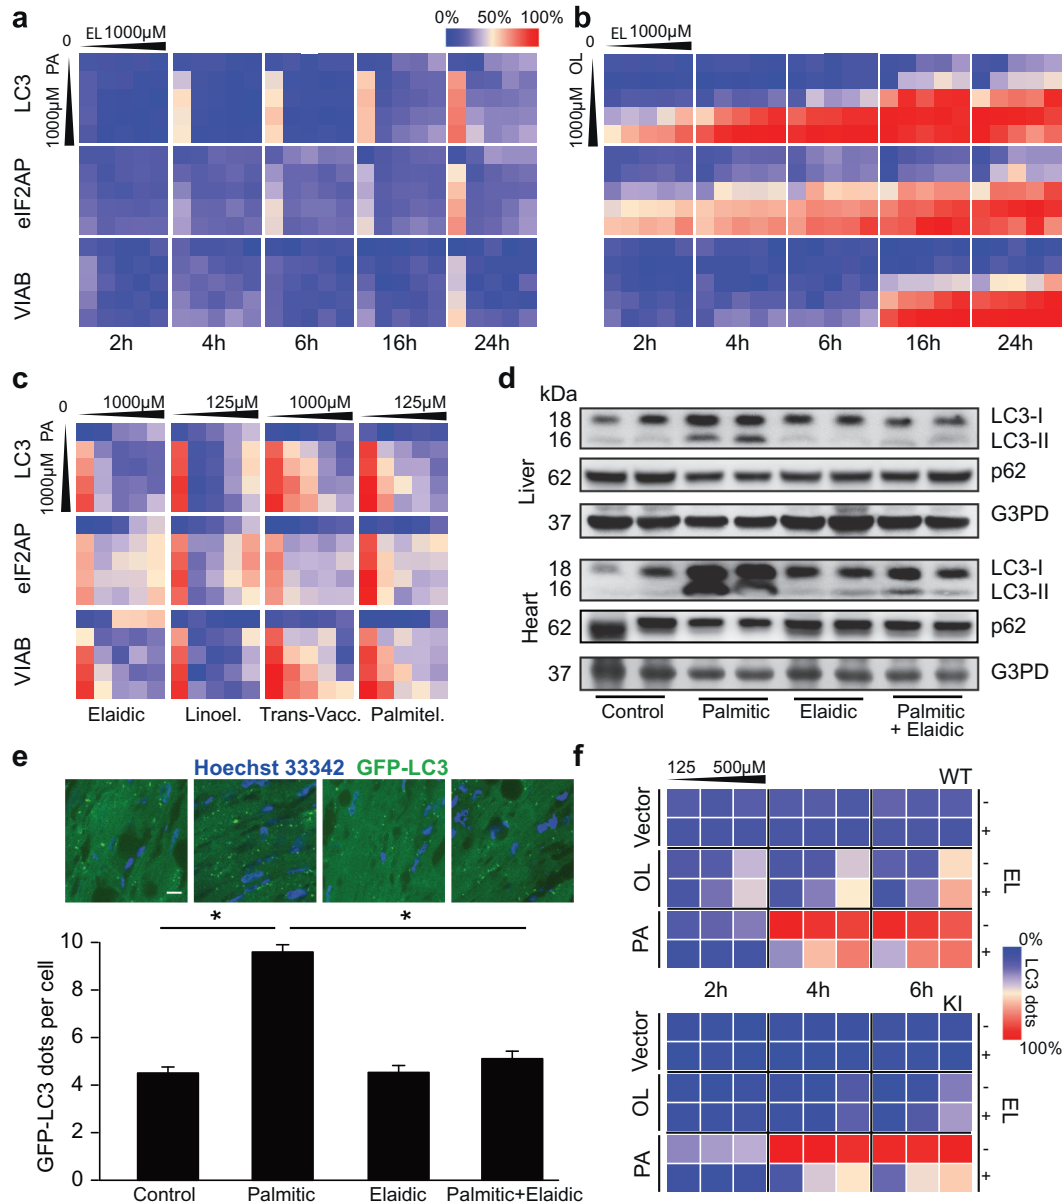 a
0
EL 1000µM
PA
0% 50% 100%
1000µM
LC3
eIF2AP
VIAB
2h 4h 6h 16h 24h
b
0
EL 1000µM
OL
1000µM
2h 4h 6h 16h 24h
c
0
1000µM 125µM 1000µM 125µM
PA
1000µM
LC3
eIF2AP
VIAB
Elaidic Linoel. Trans-Vacc. Palmitel.
d
kDa
Liver
18 LC3-I
16 LC3-II
62 p62
37 G3PD
Heart
18 LC3-I
16 LC3-II
62 p62
37 G3PD
Control Palmitic Elaidic Palmitic
+ Elaidic
e
Hoechst 33342 GFP-LC3
* *
GFP-LC3 dots per cell
10
8
6
4
2
0
Control Palmitic Elaidic Palmitic+Elaidic
f
125 500µM WT
Vector - +
OL - +
PA - +
EL
2h 4h 6h
KI
Vector - +
OL - +
PA - +
EL
0%
LC3 dots
100%